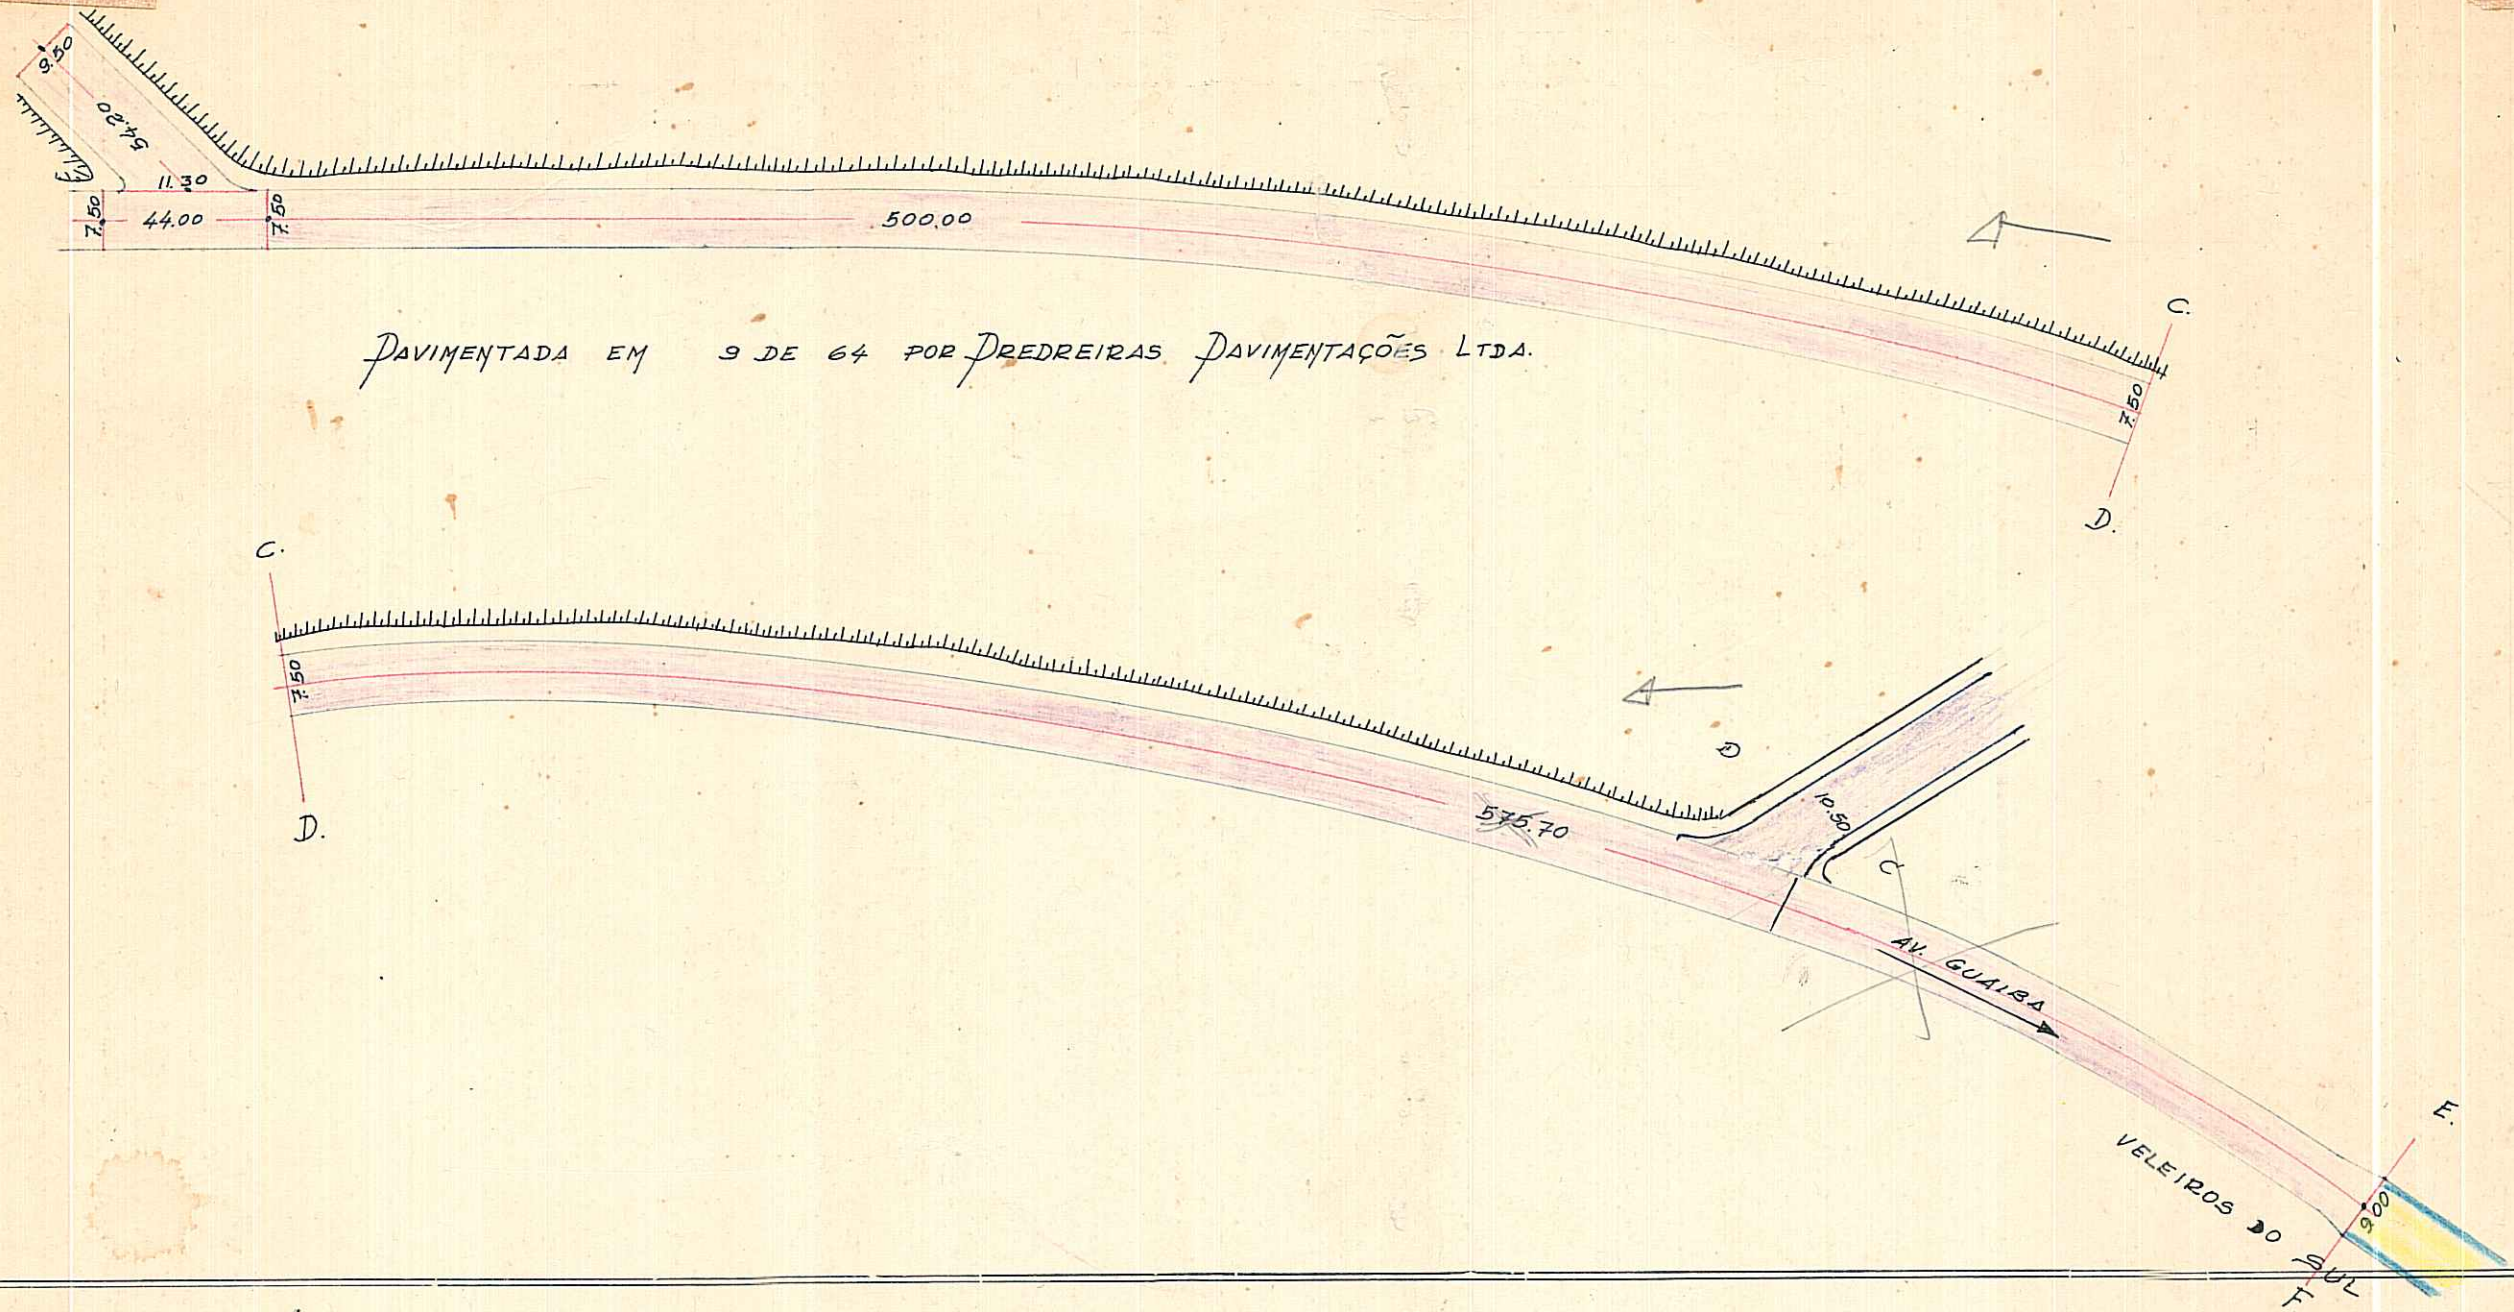 9.50
54.20
11.30
7.50
44.00
7.50
500.00
C.
7.50
D.
PAVIMENTADA EM 9 DE 64 POR PREDREIRAS PAVIMENTAÇÕES LTDA.
C.
7.50
D.
D
575.70
10.50
C
AV. GUAIBA
E.
VELEIROS DO SUL
9.00
F